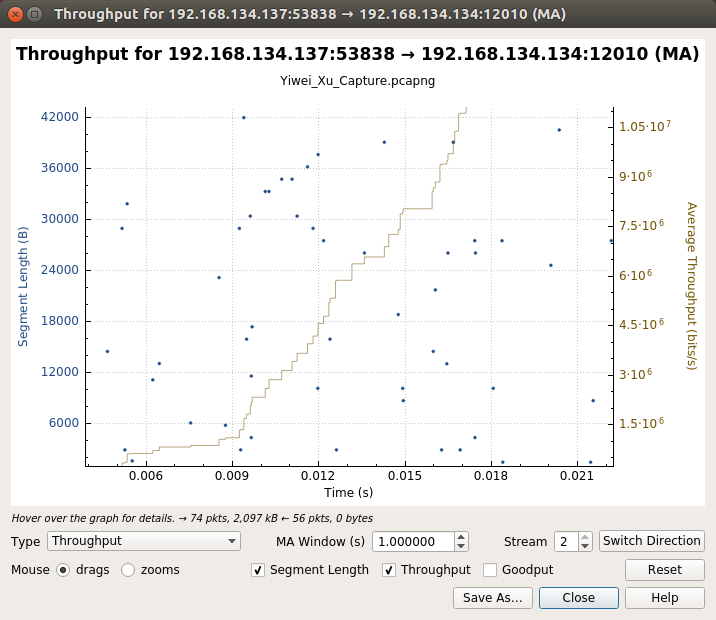 Throughput for 192.168.134.137:53838 → 192.168.134.134:12010 (MA)
Throughput for 192.168.134.137:53838 → 192.168.134.134:12010 (MA)
Yiwei_Xu_Capture.pcapng
42000
36000
30000
24000
18000
12000
6000
Segment Length (B)
1.05·10⁷
9·10⁶
7.5·10⁶
6·10⁶
4.5·10⁶
3·10⁶
1.5·10⁶
Average Throughput (bits/s)
0.006 0.009 0.012 0.015 0.018 0.021
Time (s)
Hover over the graph for details. → 74 pkts, 2,097 kB ← 56 pkts, 0 bytes
Type Throughput MA Window (s) 1.000000 Stream 2 Switch Direction
Mouse drags zooms Segment Length Throughput Goodput Reset
Save As... Close Help